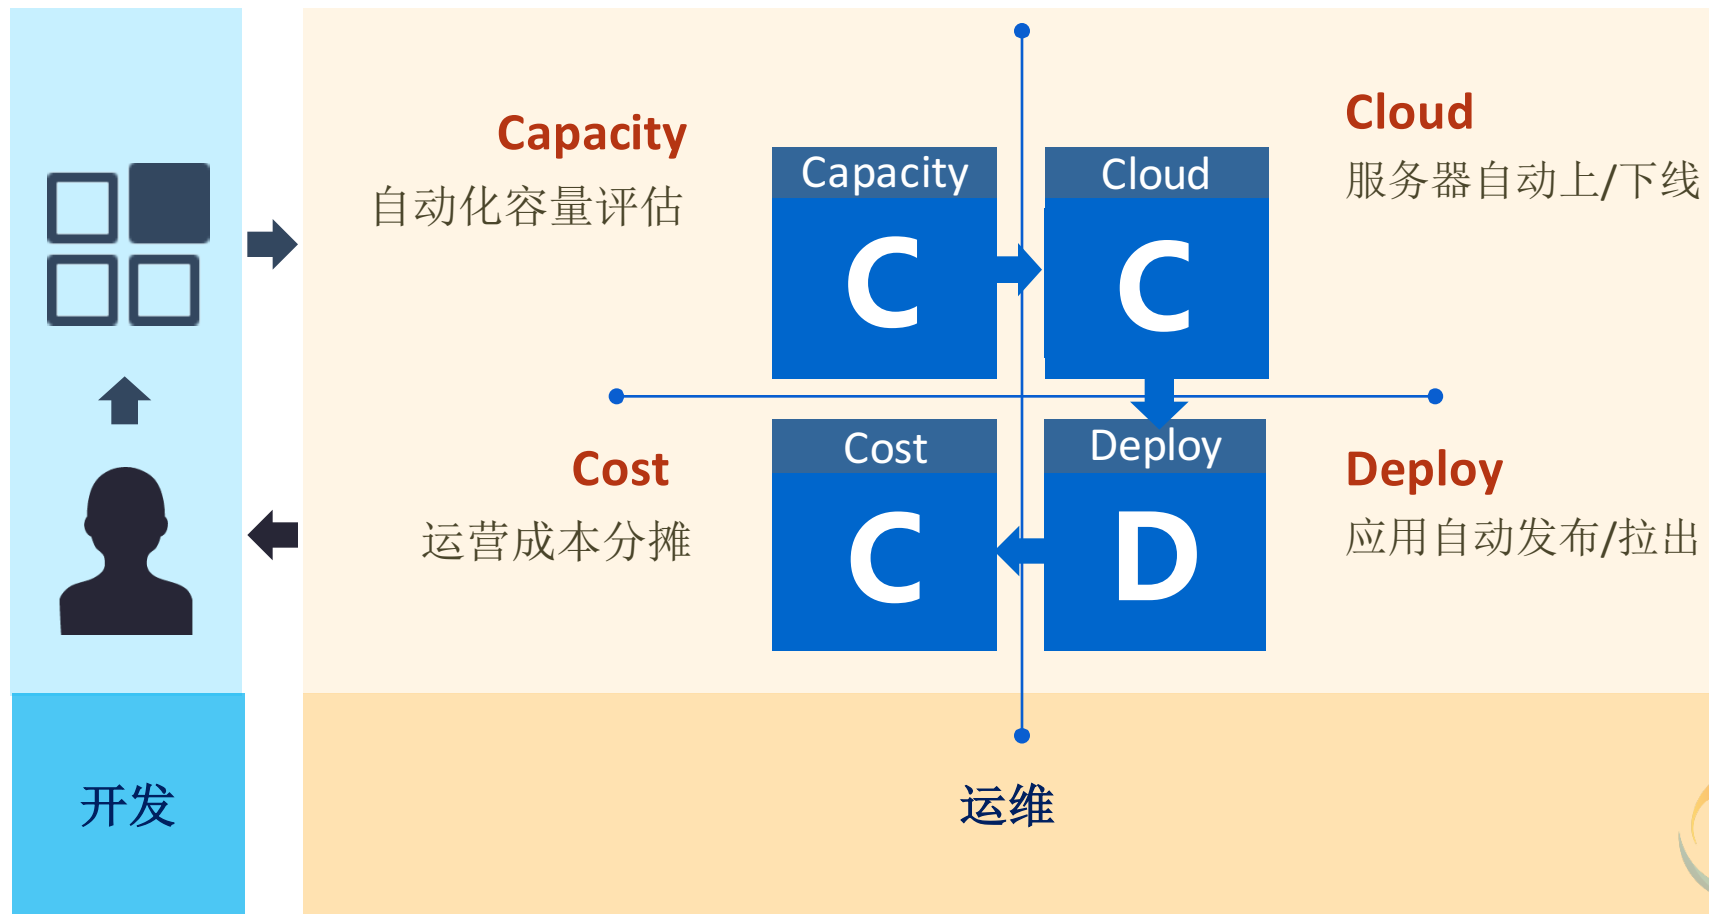 Capacity
自动化容量评估
Capacity
C
Cloud
C
Cloud
服务器自动上/下线
Cost
运营成本分摊
Cost
C
Deploy
D
Deploy
应用自动发布/拉出
开发
运维